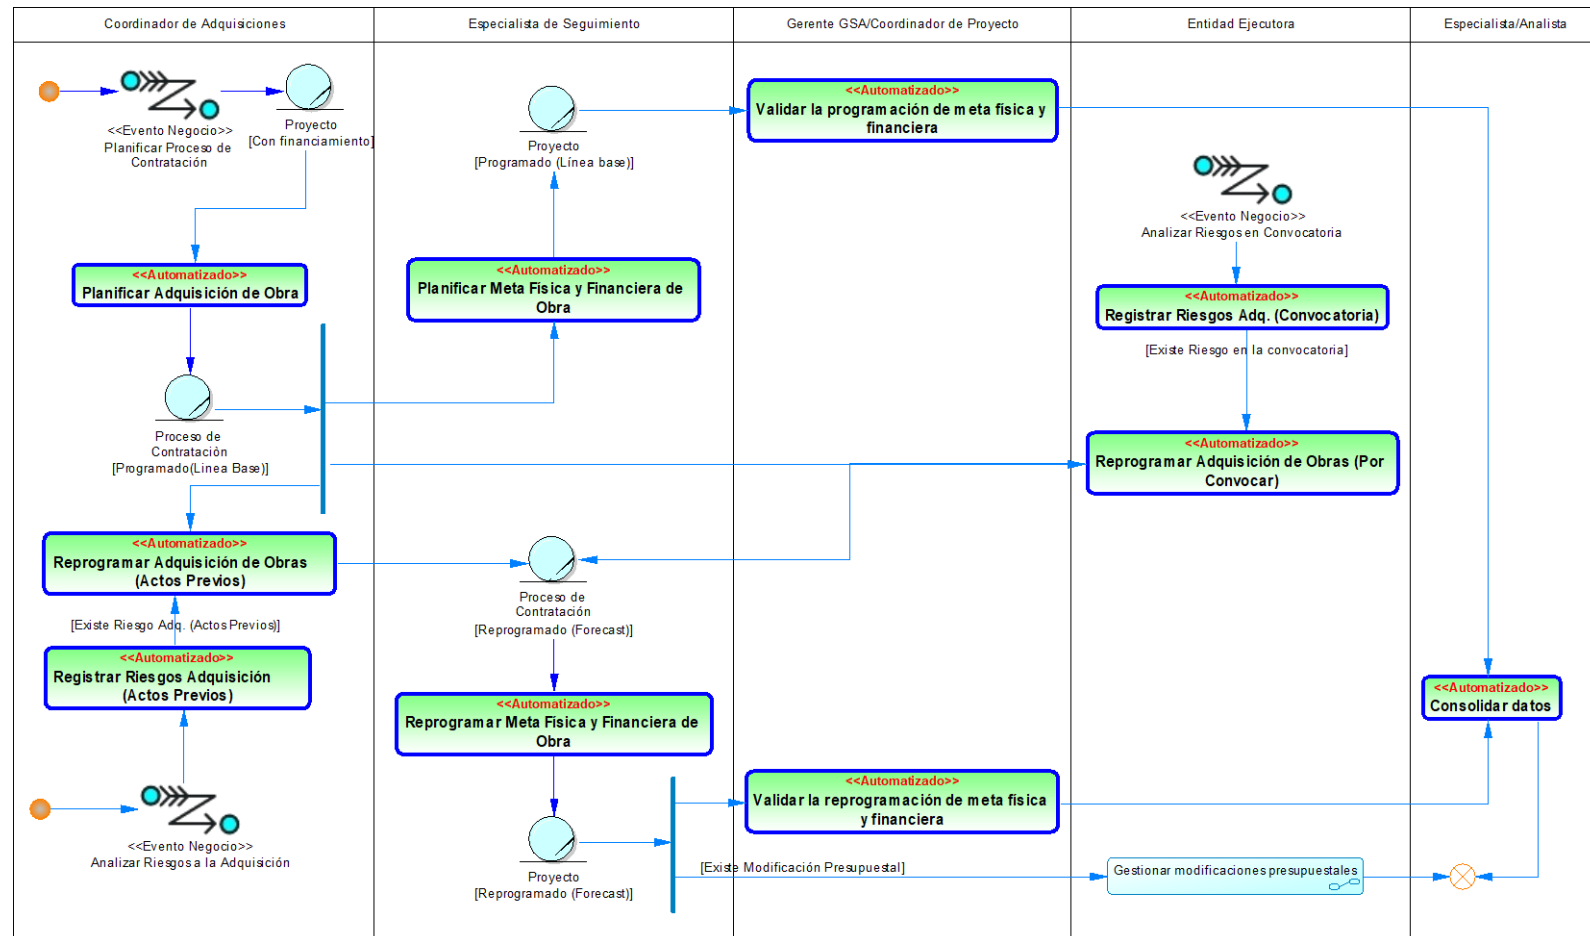 Coordinador de Adquisiciones
Especialista de Seguimiento
Gerente GSA/Coordinador de Proyecto
Entidad Ejecutora
Especialista/Analista
<<Evento Negocio>>
Planificar Proceso de
Contratación
Proyecto
[Con financiamiento]
<<Automatizado>>
Planificar Adquisición de Obra
Proceso de
Contratación
[Programado(Linea Base)]
<<Automatizado>>
Reprogramar Adquisición de Obras
(Actos Previos)
[Existe Riesgo Adq. (Actos Previos)]
<<Automatizado>>
Registrar Riesgos Adquisición
(Actos Previos)
<<Evento Negocio>>
Analizar Riesgos a la Adquisición
Proyecto
[Programado (Línea base)]
<<Automatizado>>
Planificar Meta Física y Financiera de
Obra
Proceso de
Contratación
[Reprogramado (Forecast)]
<<Automatizado>>
Reprogramar Meta Física y Financiera de
Obra
Proyecto
[Reprogramado (Forecast)]
<<Automatizado>>
Validar la programación de meta física y
financiera
<<Automatizado>>
Validar la reprogramación de meta física
y financiera
[Existe Modificación Presupuestal]
<<Evento Negocio>>
Analizar Riesgos en Convocatoria
<<Automatizado>>
Registrar Riesgos Adq. (Convocatoria)
[Existe Riesgo en la convocatoria]
<<Automatizado>>
Reprogramar Adquisición de Obras (Por
Convocar)
Gestionar modificaciones presupuestales
<<Automatizado>>
Consolidar datos